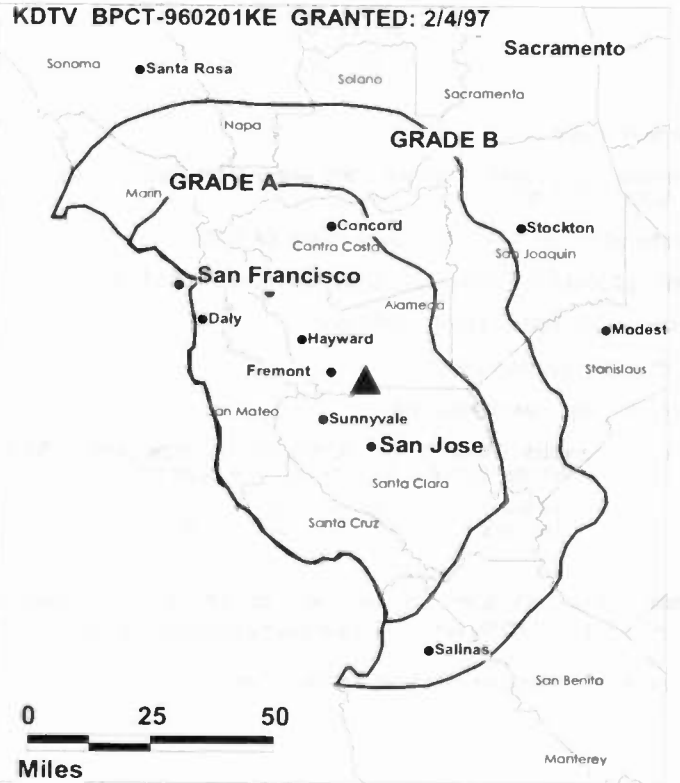 KDTV BPCT-960201KE GRANTED: 2/4/97
Sacramento
Sonoma
Santa Rosa
Solano
Sacramenta
Napa
GRADE B
GRADE A
Marin
Concord
Contra Costa
Stockton
San Joaquin
San Francisco
Alameda
Daly
Modest
Hayward
Stanislaus
Fremont
San Mateo
Sunnyvale
San Jose
Santa Clara
Santa Cruz
Salinas
San Benito
0 25 50
Miles
Monterey